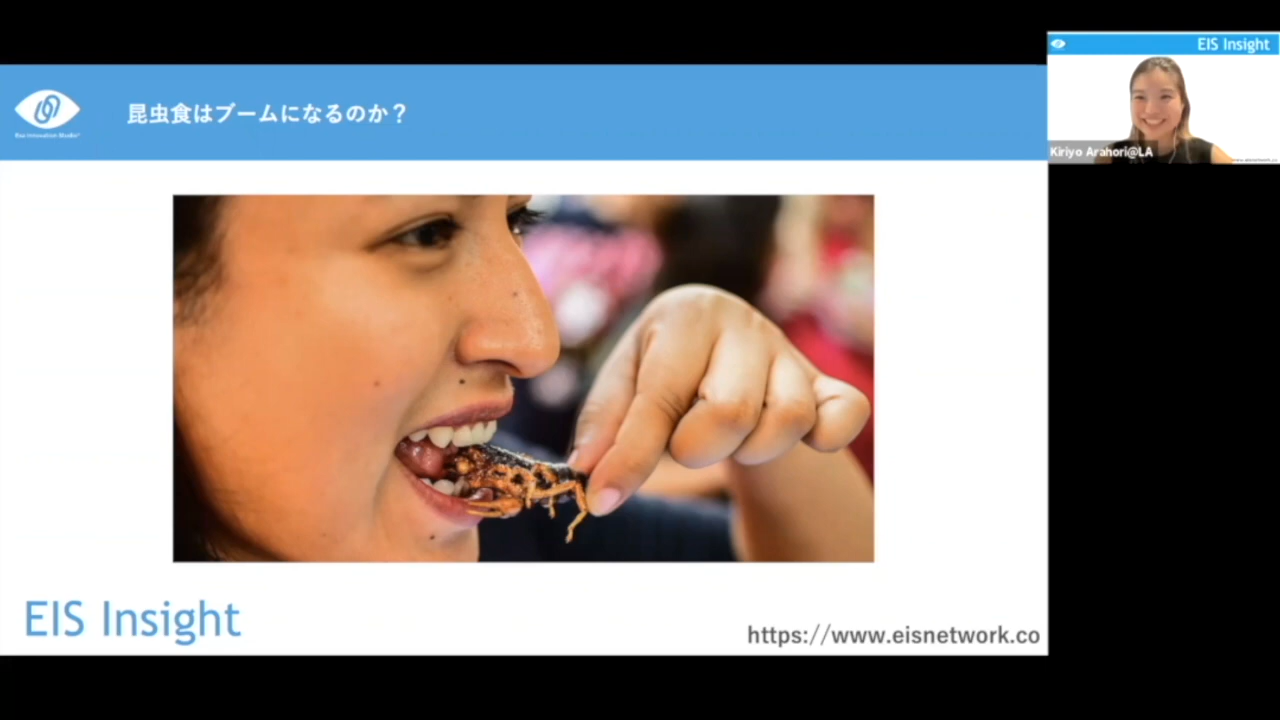 昆虫食はブームになるのか？
EIS Insight
Kiriyo Arahori@LA
EIS Insight
https://www.eisnetwork.co